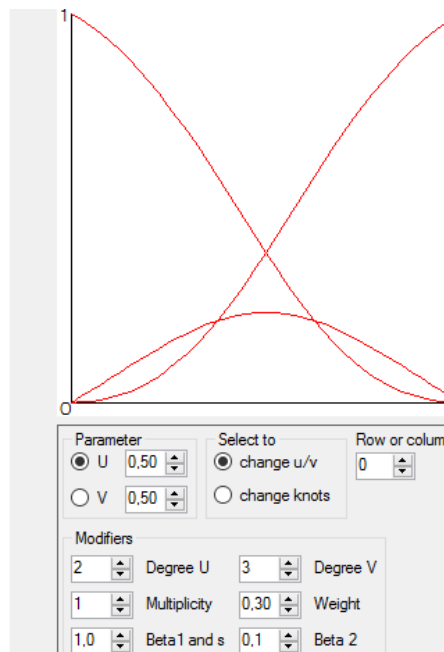 1
0
Parameter Select to Row or colum
U 0,50 change u/v 0
V 0,50 change knots
Modifiers
2 Degree U 3 Degree V
1 Multiplicity 0,30 Weight
1,0 Beta1 and s 0,1 Beta 2